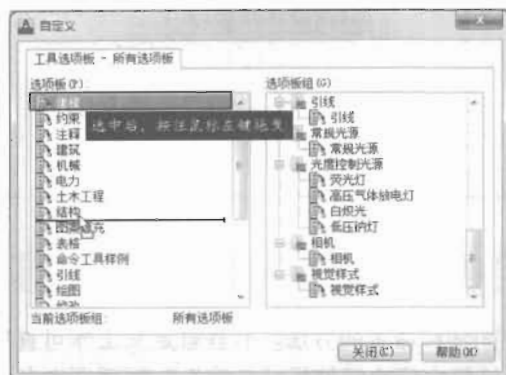 自定义
工具选项板 - 所有选项板
选项板(P)
建模
约束
注释
建筑
机械
电力
土木工程
结构
图案填充
表格
命令工具样例
引线
绘图
修改
选中后，按住鼠标左键拖曳
选项板组(G)
引线
引线
常规光源
常规光源
光度控制光源
荧光灯
高压气体放电灯
白炽光
低压钠灯
相机
相机
视觉样式
视觉样式
当前选项板组:
所有选项板
关闭(C)
帮助(H)